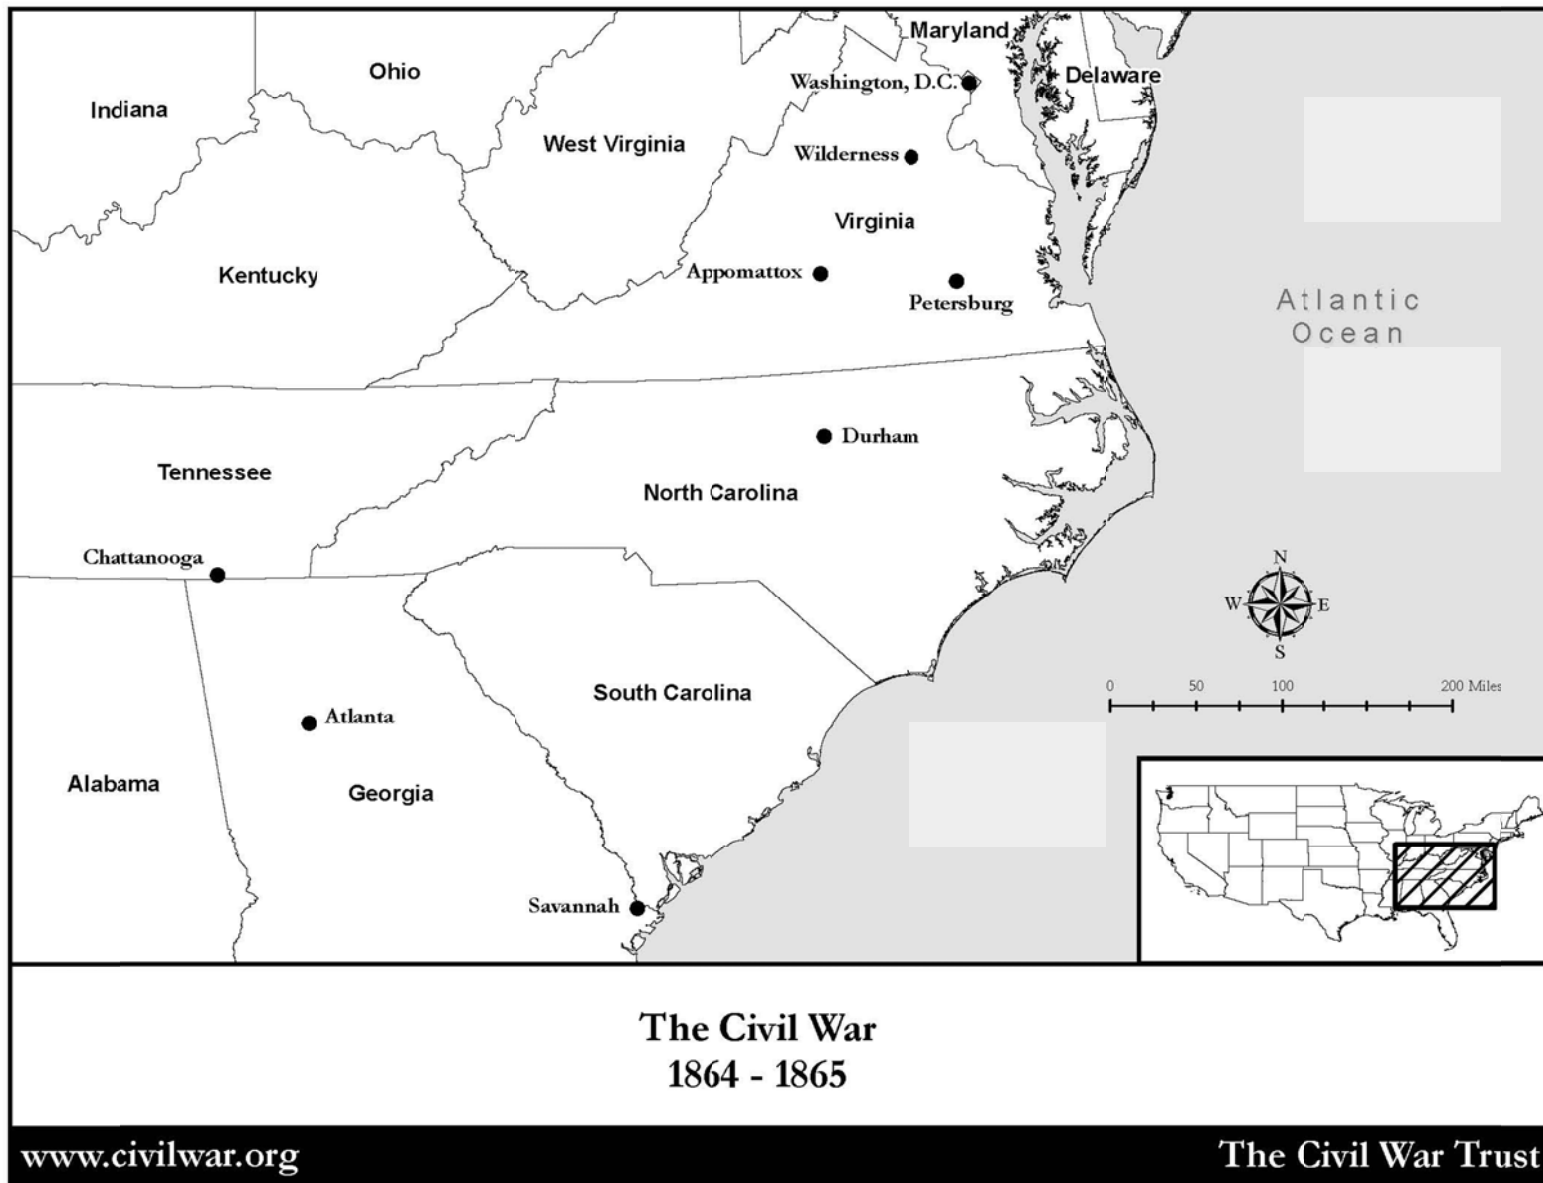 Maryland
Ohio
Delaware
Washington, D.C.
Indiana
West Virginia
Wilderness
Virginia
Kentucky
Appomattox
Petersburg
Atlantic
Ocean
Durham
Tennessee
North Carolina
Chattanooga
N
W
E
S
South Carolina
0 50 100 200 Miles
Atlanta
Alabama
Georgia
Savannah
The Civil War
1864 - 1865
www.civilwar.org
The Civil War Trust